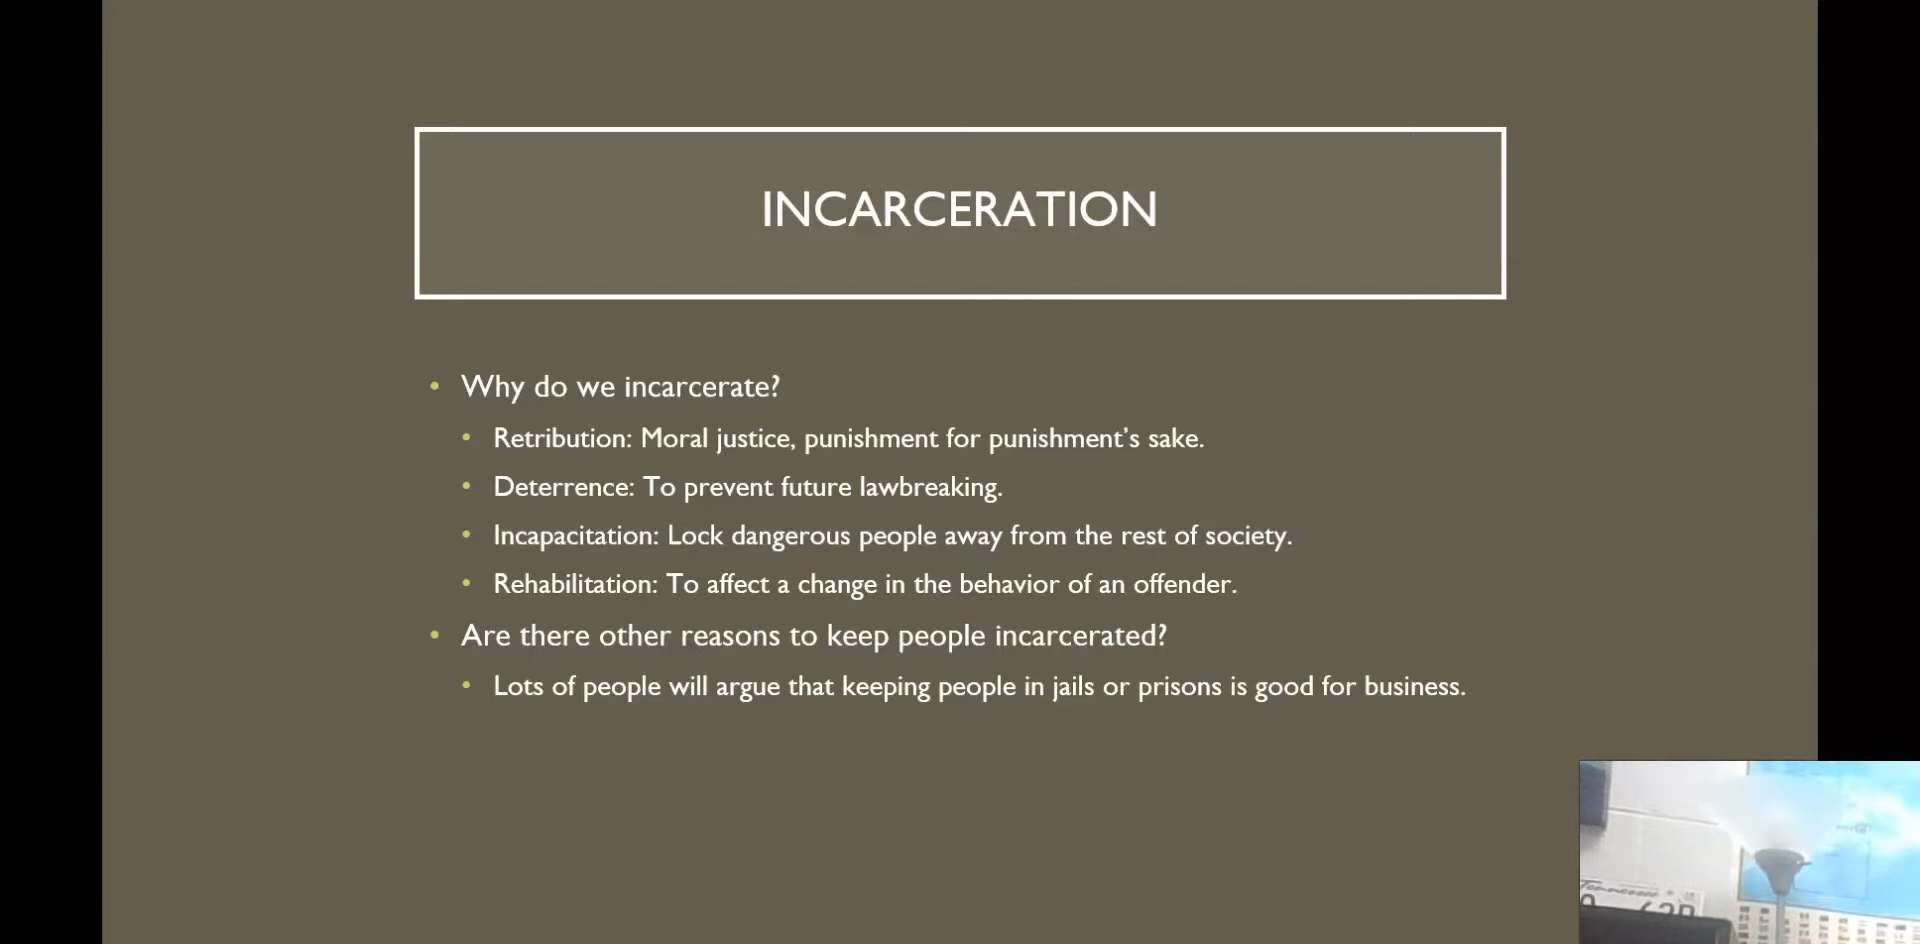 INCARCERATION
• Why do we incarcerate?
• Retribution: Moral justice, punishment for punishment’s sake.
• Deterrence: To prevent future lawbreaking.
• Incapacitation: Lock dangerous people away from the rest of society.
• Rehabilitation: To affect a change in the behavior of an offender.
• Are there other reasons to keep people incarcerated?
• Lots of people will argue that keeping people in jails or prisons is good for business.
Tennessee